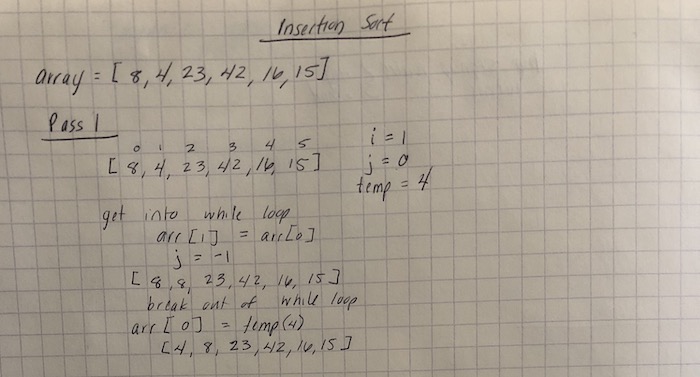 Insertion Sort
array = [ 8, 4, 23, 42, 16, 15]
Pass 1
0 1 2 3 4 5
[ 8, 4, 23, 42, 16, 15]
i = 1
j = 0
temp = 4
get into while loop
arr [1] = arr[0]
j = -1
[ 8, 8, 23, 42, 16, 15]
break out of while loop
arr [0] = temp(4)
[4, 8, 23, 42, 16, 15]